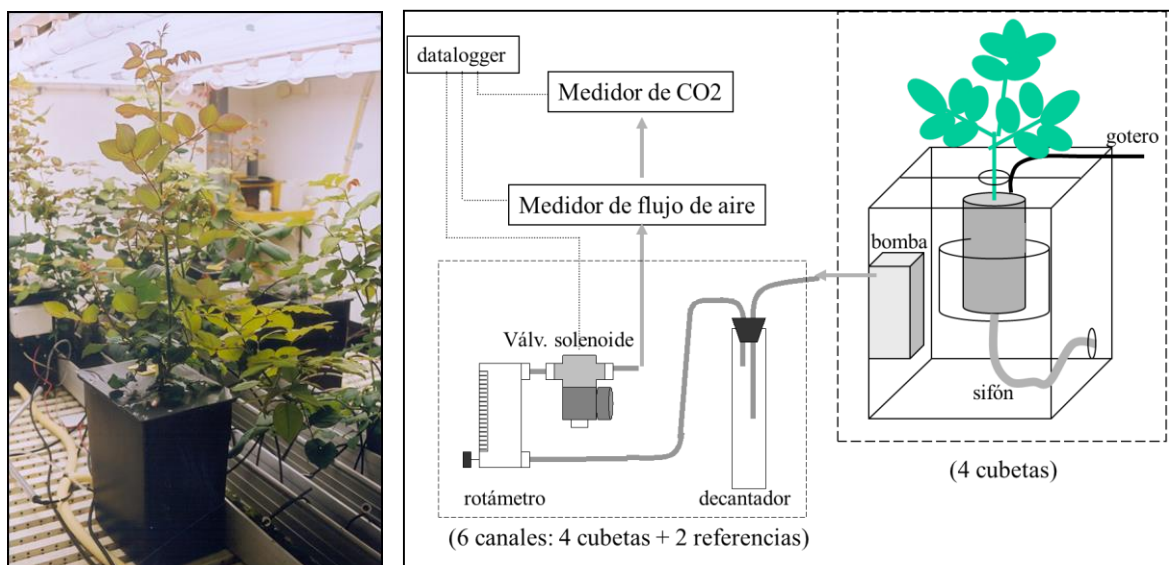 datalogger
Medidor de CO2
gotero
Medidor de flujo de aire
bomba
Válv. solenoide
sifón
rotámetro
decantador
(4 cubetas)
(6 canales: 4 cubetas + 2 referencias)